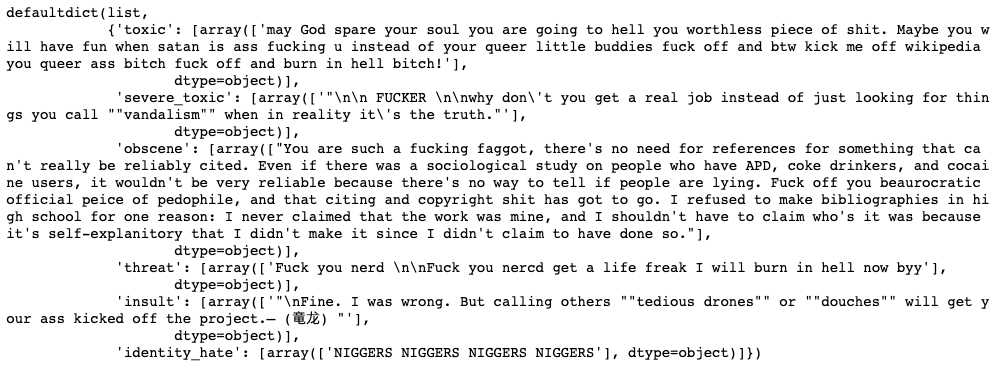 defaultdict(list,
{'toxic': [array(['may God spare your soul you are going to hell you worthless piece of shit. Maybe you w
ill have fun when satan is ass fucking u instead of your queer little buddies fuck off and btw kick me off wikipedia
you queer ass bitch fuck off and burn in hell bitch!'],
dtype=object)],
'severe_toxic': [array(['"\n\n FUCKER \n\nwhy don\'t you get a real job instead of just looking for thin
gs you call ""vandalism"" when in reality it\'s the truth."'],
dtype=object)],
'obscene': [array(["You are such a fucking faggot, there's no need for references for something that ca
n't really be reliably cited. Even if there was a sociological study on people who have APD, coke drinkers, and cocai
ne users, it wouldn't be very reliable because there's no way to tell if people are lying. Fuck off you beaurocratic
official peice of pedophile, and that citing and copyright shit has got to go. I refused to make bibliographies in hi
gh school for one reason: I never claimed that the work was mine, and I shouldn't have to claim who's it was because
it's self-explanitory that I didn't make it since I didn't claim to have done so."],
dtype=object)],
'threat': [array(['Fuck you nerd \n\nFuck you nercd get a life freak I will burn in hell now byy'],
dtype=object)],
'insult': [array(['"\nFine. I was wrong. But calling others ""tedious drones"" or ""douches"" will get y
our ass kicked off the project.— (竜龙) "'],
dtype=object)],
'identity_hate': [array(['NIGGERS NIGGERS NIGGERS NIGGERS'], dtype=object)]})